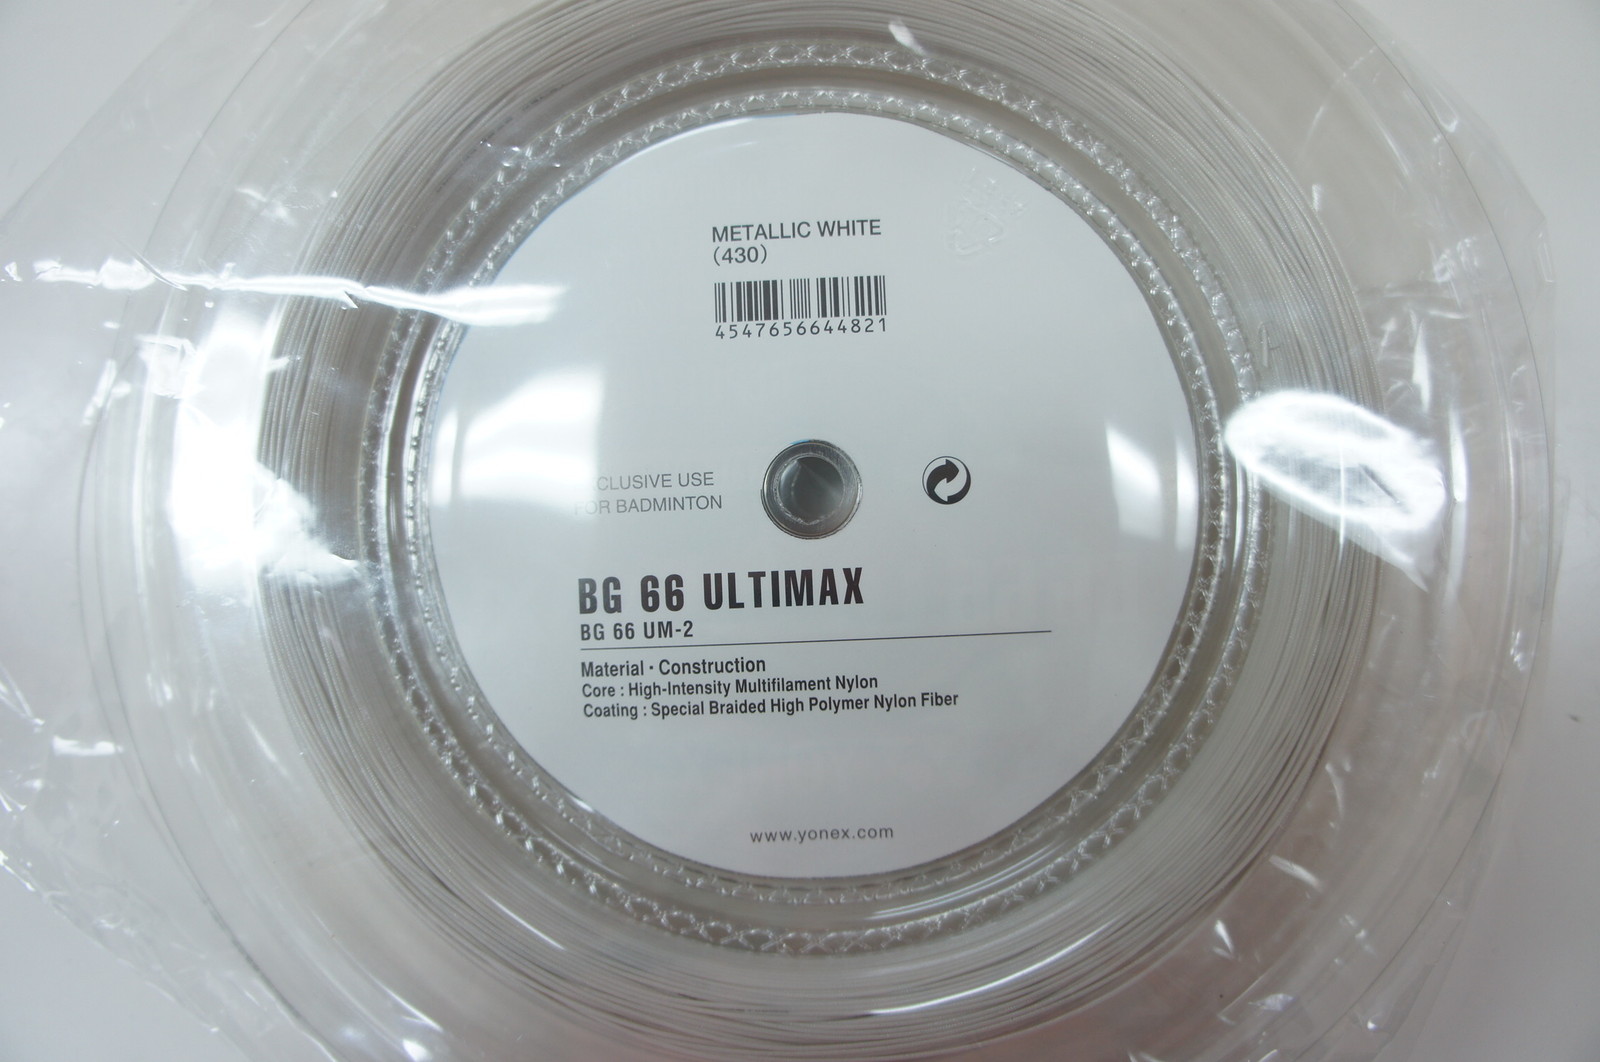 METALLIC WHITE
(430)
4547656644821
EXCLUSIVE USE
FOR BADMINTON
BG 66 ULTIMAX
BG 66 UM-2
Material・Construction
Core : High-Intensity Multifilament Nylon
Coating : Special Braided High Polymer Nylon Fiber
www.yonex.com